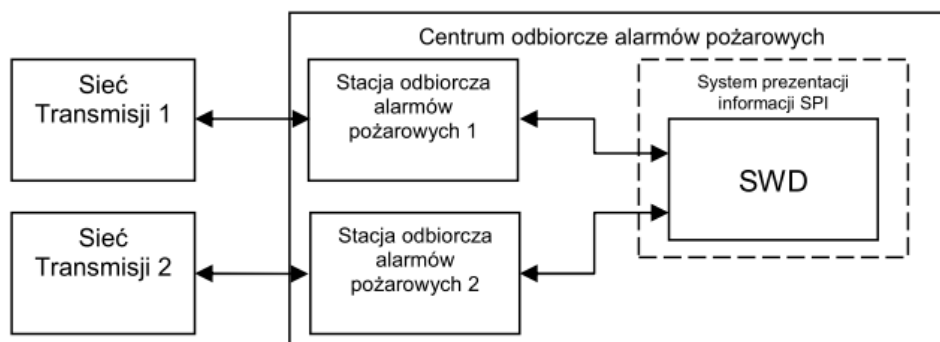 Centrum odbiorcze alarmów pożarowych
Sieć
Transmisji 1
Stacja odbiorcza
alarmów
pożarowych 1
System prezentacji
informacji SPI
SWD
Sieć
Transmisji 2
Stacja odbiorcza
alarmów
pożarowych 2